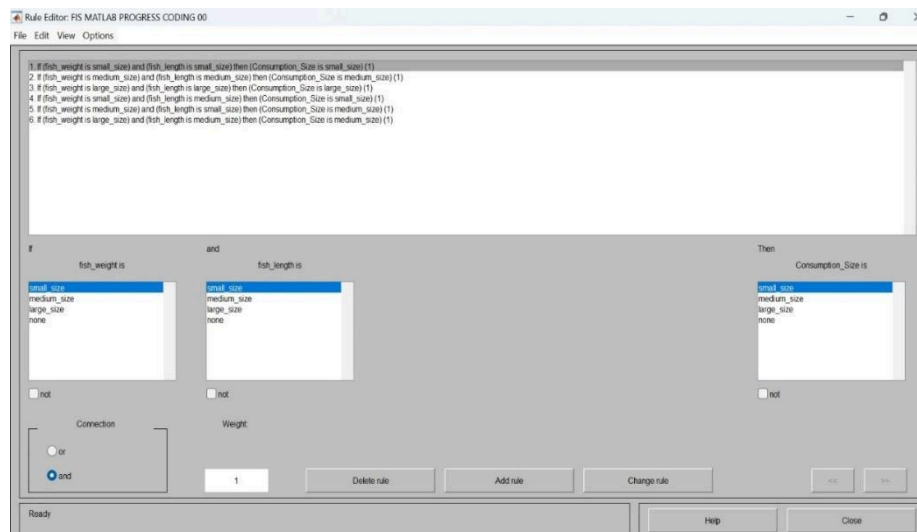 Rule Editor: FIS MATLAB PROGRESS CODING 00
File Edit View Options
1. If (fish_weight is small_size) and (fish_length is small_size) then (Consumption_Size is small_size) (1)
2. If (fish_weight is medium_size) and (fish_length is medium_size) then (Consumption_Size is medium_size) (1)
3. If (fish_weight is large_size) and (fish_length is large_size) then (Consumption_Size is large_size) (1)
4. If (fish_weight is small_size) and (fish_length is medium_size) then (Consumption_Size is small_size) (1)
5. If (fish_weight is medium_size) and (fish_length is small_size) then (Consumption_Size is medium_size) (1)
6. If (fish_weight is large_size) and (fish_length is medium_size) then (Consumption_Size is medium_size) (1)
If and Then
fish_weight is fish_length is Consumption_Size is
small_size small_size small_size
medium_size medium_size medium_size
large_size large_size large_size
none none none
not not not
Connection Weight:
or
and 1 Delete rule Add rule Change rule << >>
Ready Help Close